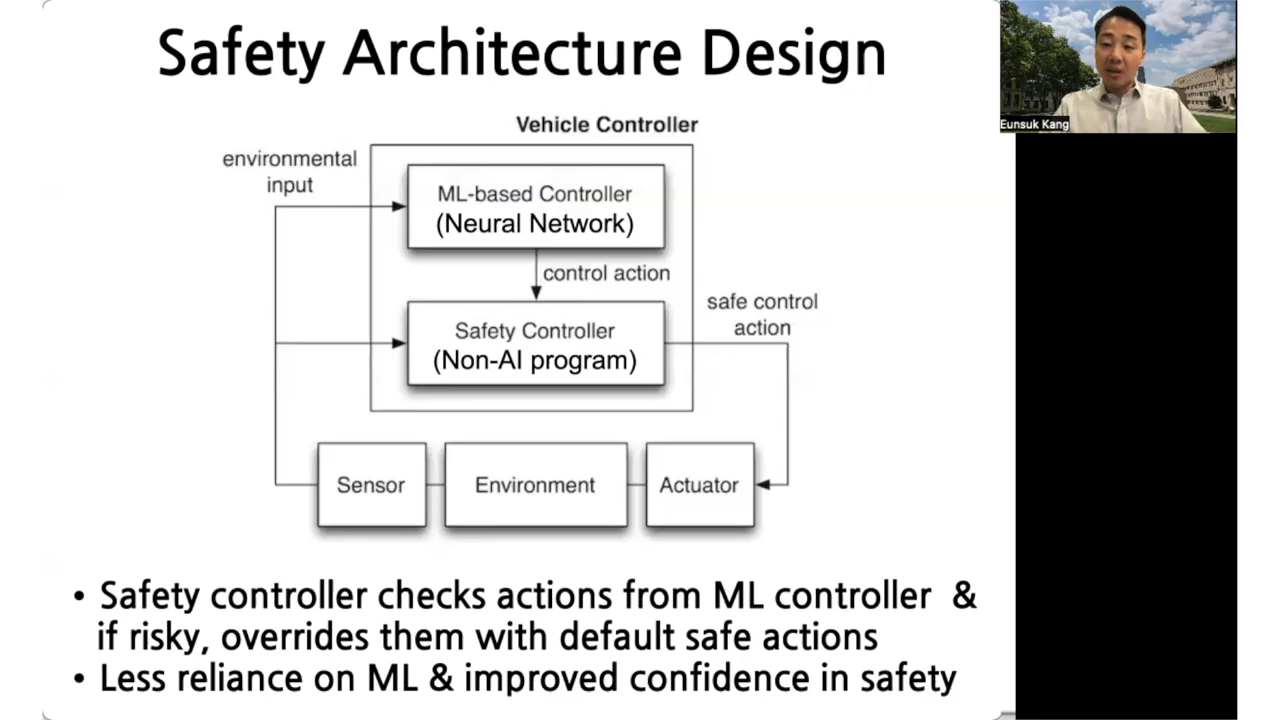 Safety Architecture Design
Eunsuk Kang
Vehicle Controller
environmental
input
ML-based Controller
(Neural Network)
control action
Safety Controller
(Non-AI program)
safe control
action
Sensor
Environment
Actuator
• Safety controller checks actions from ML controller &
if risky, overrides them with default safe actions
• Less reliance on ML & improved confidence in safety